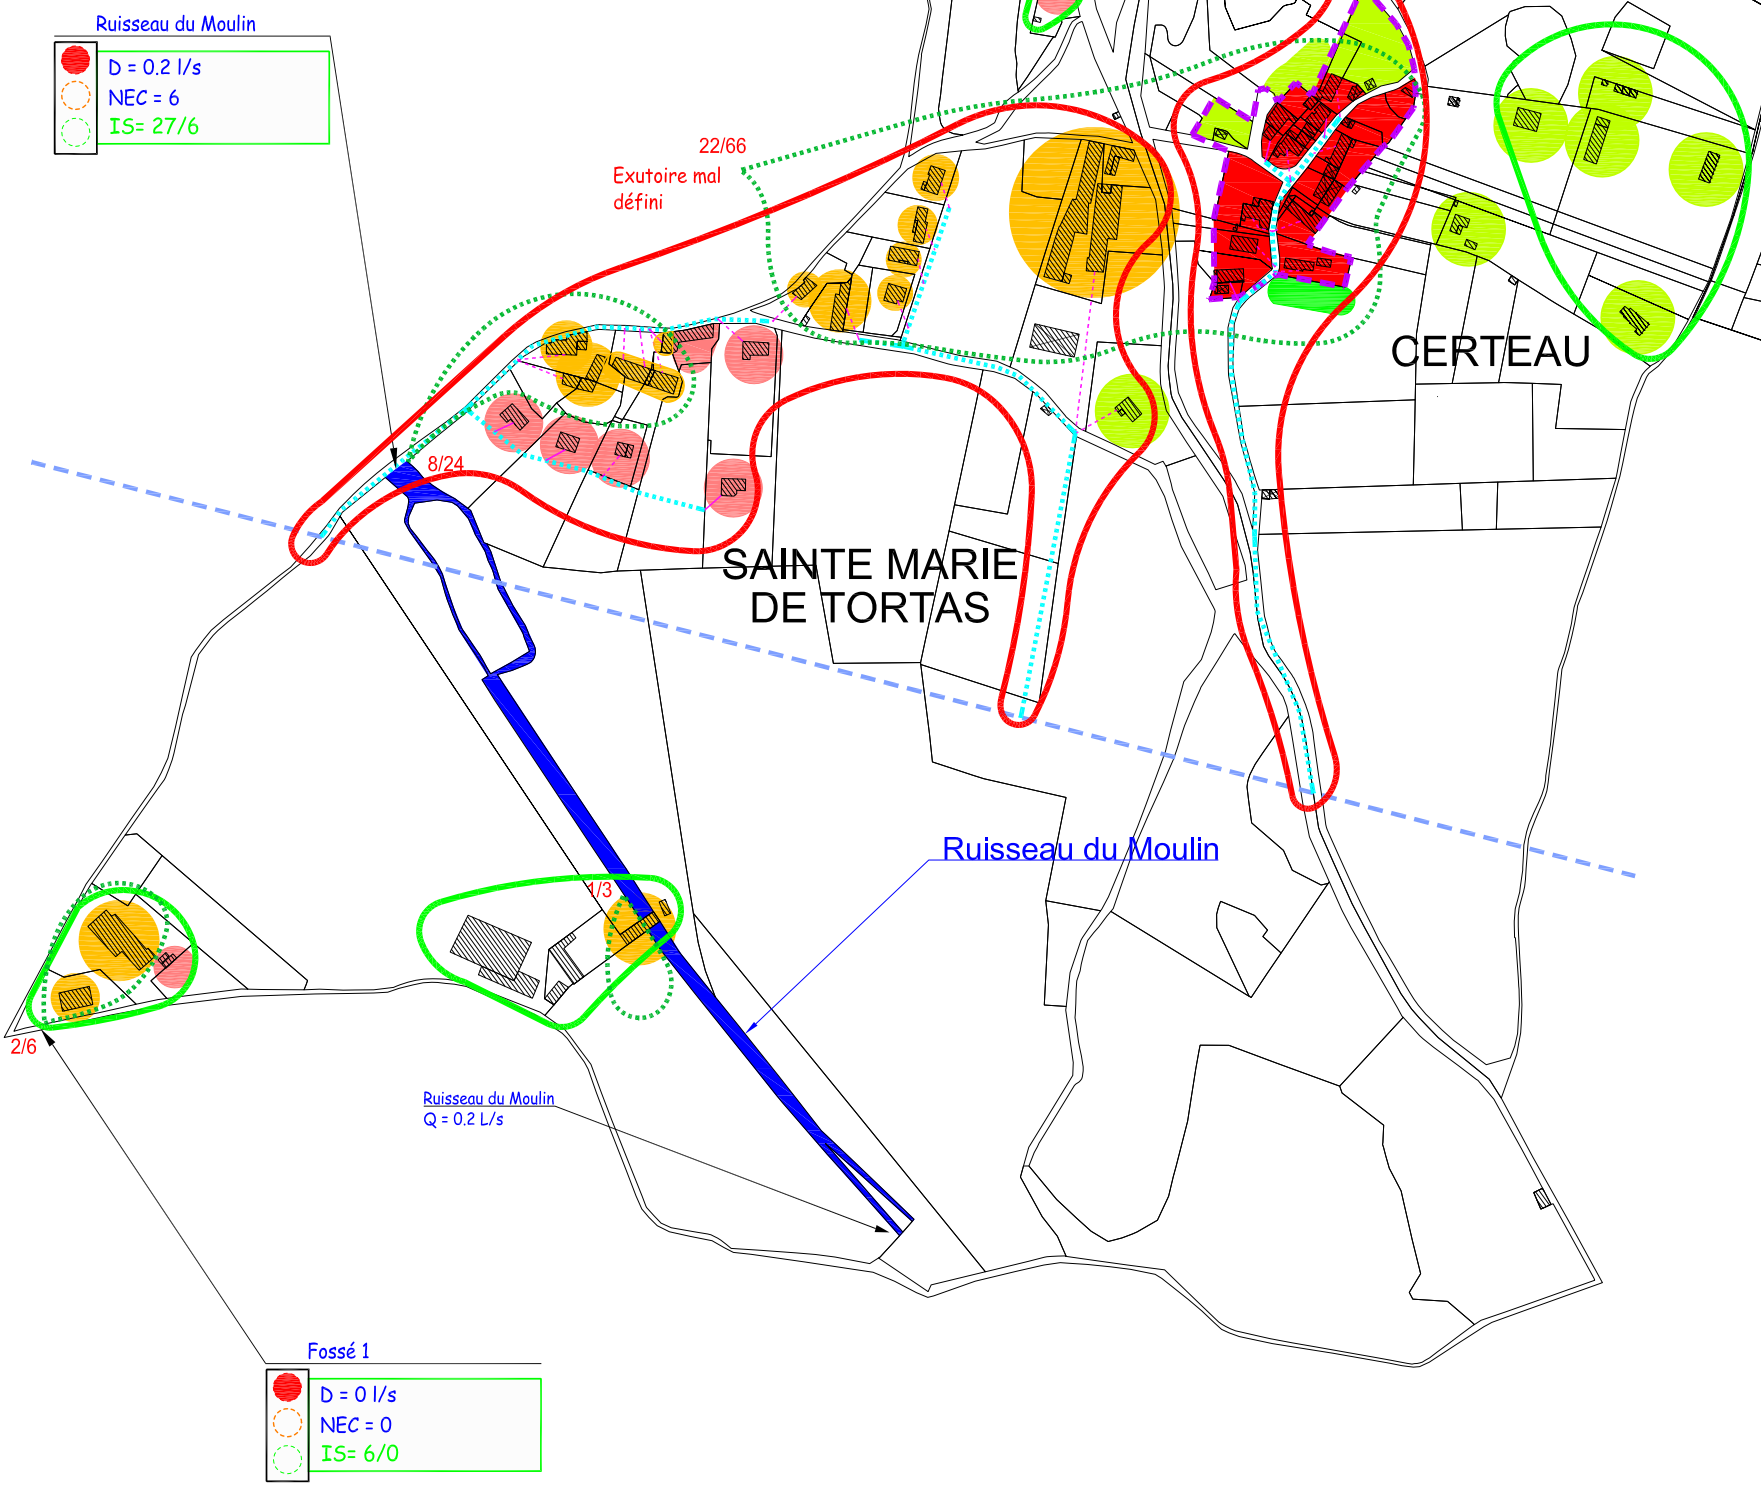 Ruisseau du Moulin
D = 0.2 l/s
NEC = 6
IS= 27/6
22/66
Exutoire mal
défini
CERTEAU
8/24
SAINTE MARIE
DE TORTAS
Ruisseau du Moulin
1/3
2/6
Ruisseau du Moulin
Q = 0.2 L/s
Fossé 1
D = 0 l/s
NEC = 0
IS= 6/0